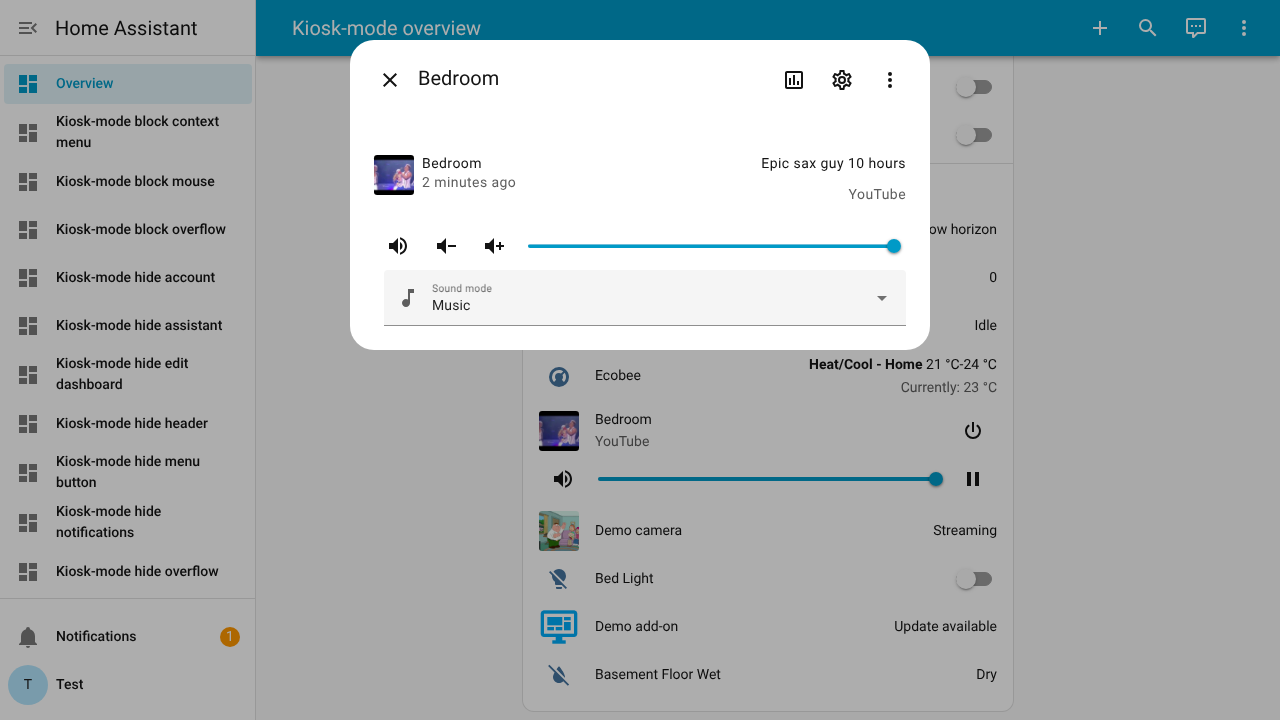 Home Assistant
Kiosk-mode overview
Overview
Kiosk-mode block context
menu
Kiosk-mode block mouse
Kiosk-mode block overflow
Kiosk-mode hide account
Kiosk-mode hide assistant
Kiosk-mode hide edit
dashboard
Kiosk-mode hide header
Kiosk-mode hide menu
button
Kiosk-mode hide
notifications
Kiosk-mode hide overflow
Notifications
1
T
Test
Bedroom
Bedroom
2 minutes ago
Epic sax guy 10 hours
YouTube
Sound mode
Music
horizon
0
Idle
Ecobee
Heat/Cool - Home 21 °C-24 °C
Currently: 23 °C
Bedroom
YouTube
Demo camera
Streaming
Bed Light
Demo add-on
Update available
Basement Floor Wet
Dry